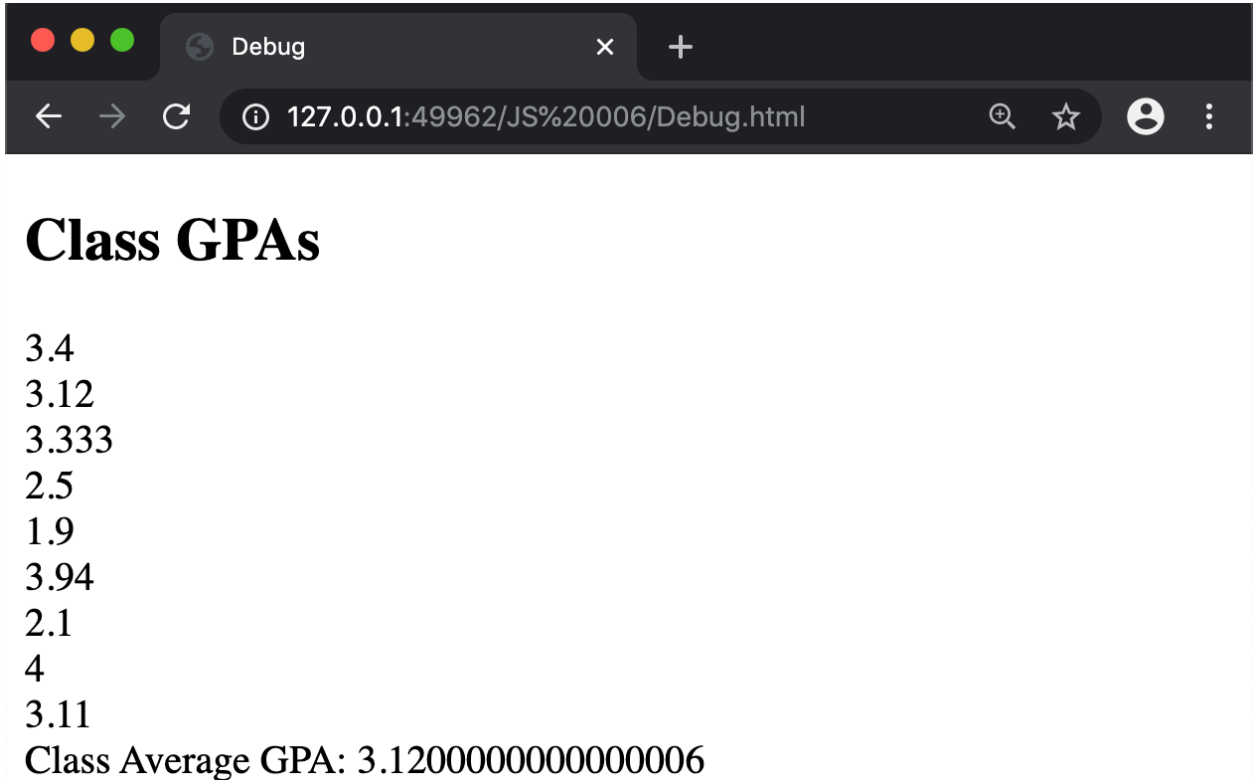 Debug
127.0.0.1:49962/JS%20006/Debug.html
Class GPAs
3.4
3.12
3.333
2.5
1.9
3.94
2.1
4
3.11
Class Average GPA: 3.1200000000000006